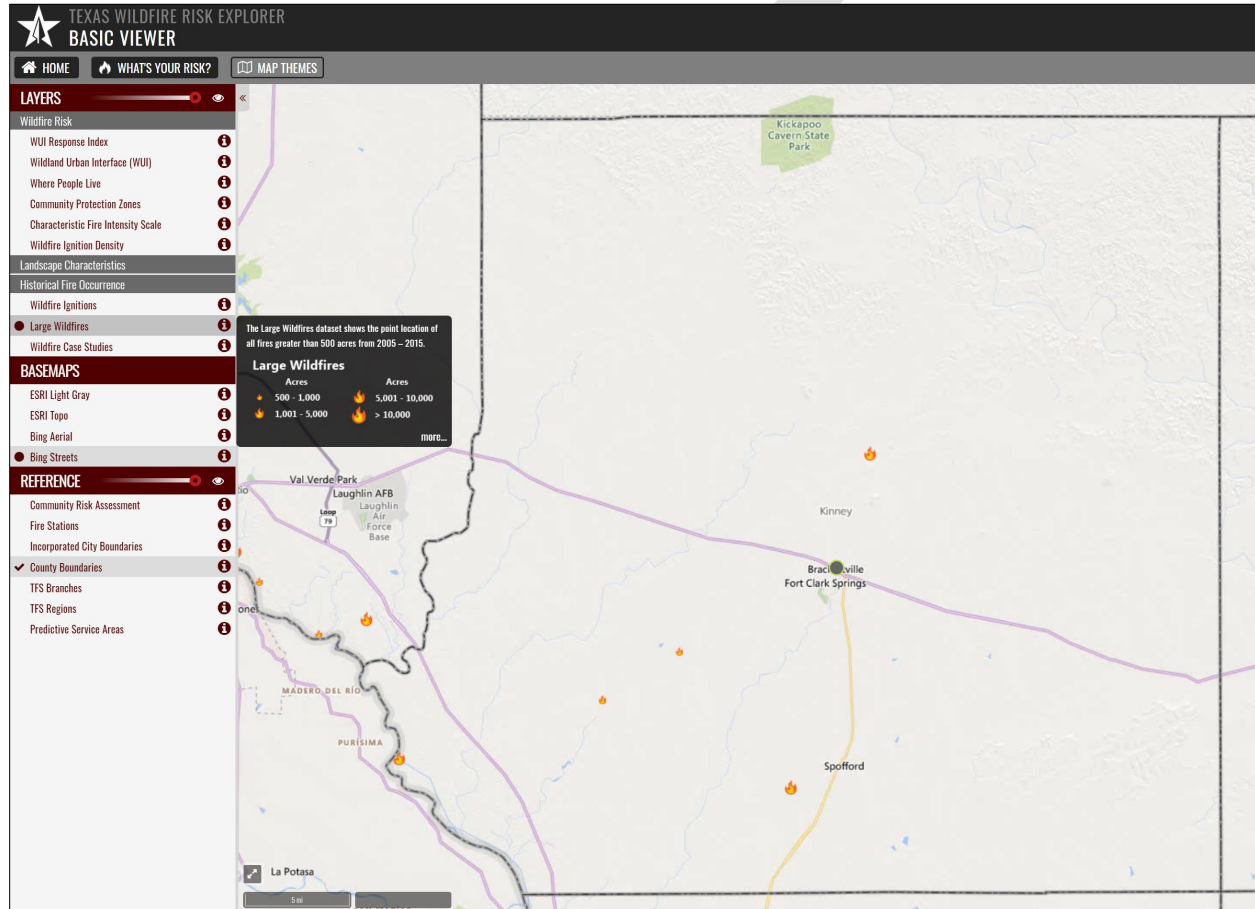 TEXAS WILDFIRE RISK EXPLORER
BASIC VIEWER
HOME
WHAT'S YOUR RISK?
MAP THEMES
LAYERS
Wildfire Risk
WUI Response Index
Wildland Urban Interface (WUI)
Where People Live
Community Protection Zones
Characteristic Fire Intensity Scale
Wildfire Ignition Density
Landscape Characteristics
Historical Fire Occurrence
Wildfire Ignitions
Large Wildfires
Wildfire Case Studies
BASEMAPS
ESRI Light Gray
ESRI Topo
Bing Aerial
Bing Streets
REFERENCE
Community Risk Assessment
Fire Stations
Incorporated City Boundaries
County Boundaries
TFS Branches
TFS Regions
Predictive Service Areas
«
The Large Wildfires dataset shows the point location of
all fires greater than 500 acres from 2005 – 2015.
Large Wildfires
Acres Acres
500 - 1,000 5,001 - 10,000
1,001 - 5,000 > 10,000
more...
Kickapoo
Cavern State
Park
Val Verde Park
Laughlin AFB
Laughlin
Air
Force
Base
Loop
79
Kinney
Fort Clark Springs
MADERO DEL RÍO
PURÍSIMA
Spofford
La Potasa
5 mi